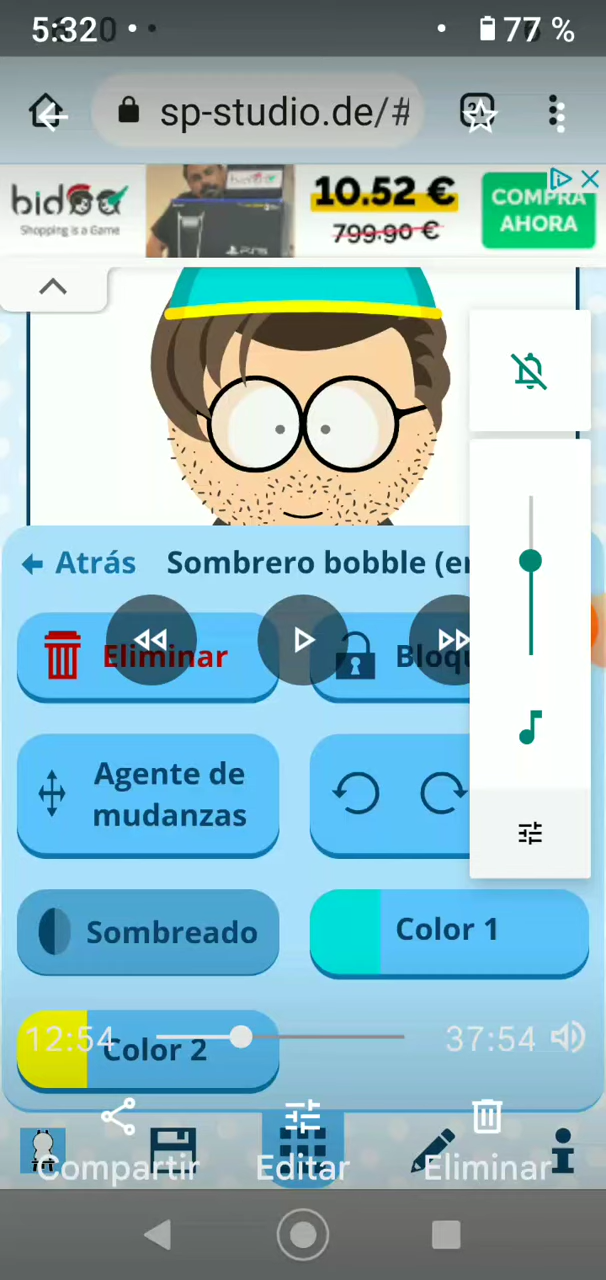 5:32
77 %
sp-studio.de/#
bidoo
Shopping is a Game
10.52 €
799.90 €
COMPRA
AHORA
Atrás
Sombrero bobble (en
Eliminar
Bloqu
Agente de
mudanzas
Sombreado
Color 1
12:54
37:54
Color 2
Compartir
Editar
Eliminar